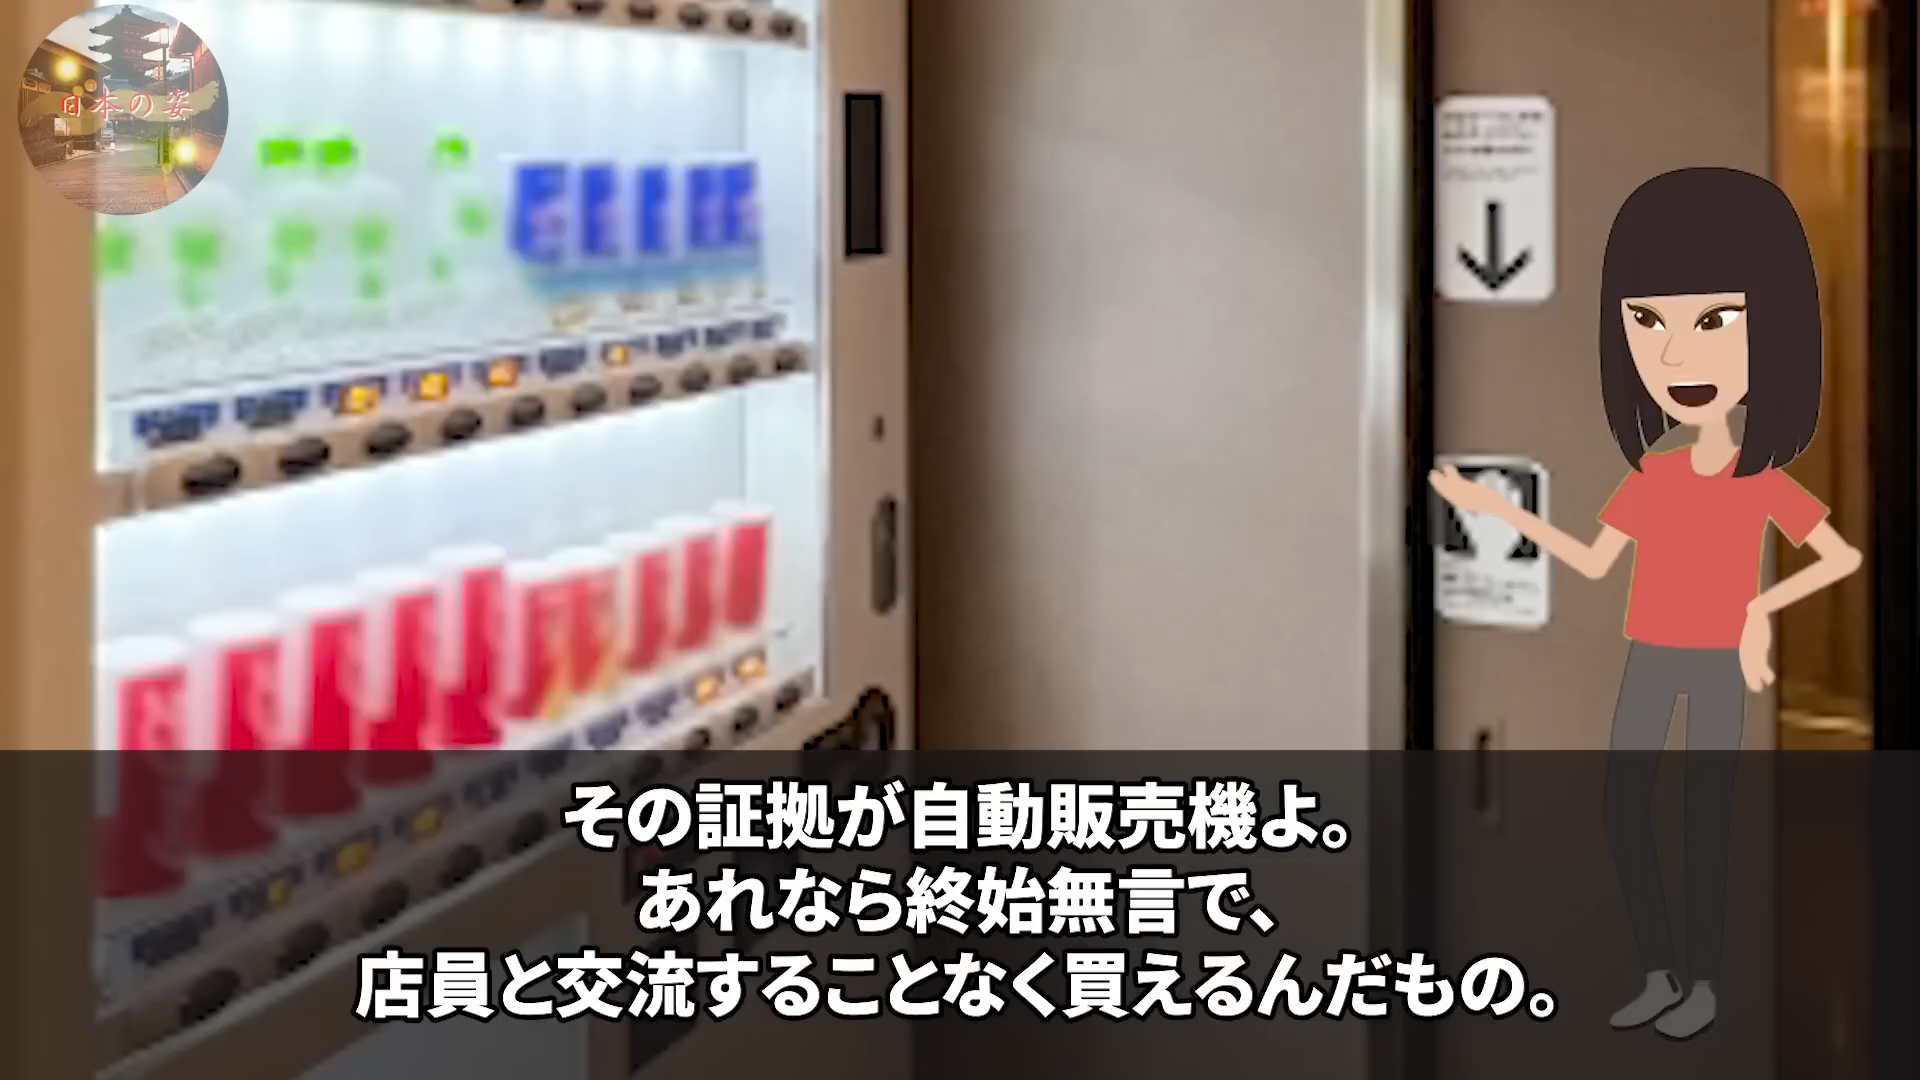 日本の姿
その証拠が自動販売機よ。
あれなら終始無言で、
店員と交流することなく買えるんだもの。